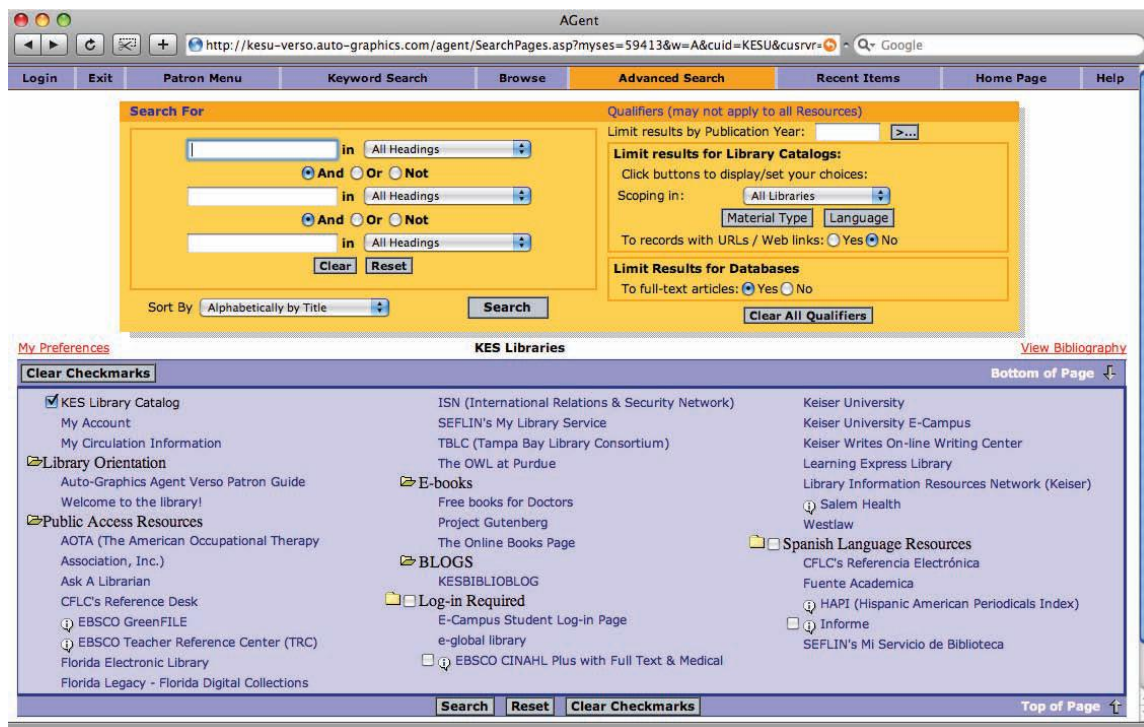 AGent
http://kesu-verso.auto-graphics.com/agent/SearchPages.asp?myses=59413&w=A&cuid=KESU&cusrvr=
Google
Login Exit Patron Menu Keyword Search Browse Advanced Search Recent Items Home Page Help
Search For
in All Headings
And Or Not
in All Headings
And Or Not
in All Headings
Clear Reset
Sort By Alphabetically by Title Search
Qualifiers (may not apply to all Resources)
Limit results by Publication Year: >...
Limit results for Library Catalogs:
Click buttons to display/set your choices:
Scoping in: All Libraries
Material Type Language
To records with URLs / Web links: Yes No
Limit Results for Databases
To full-text articles: Yes No
Clear All Qualifiers
My Preferences KES Libraries View Bibliography
Clear Checkmarks Bottom of Page
KES Library Catalog
My Account
My Circulation Information
Library Orientation
Auto-Graphics Agent Verso Patron Guide
Welcome to the library!
Public Access Resources
AOTA (The American Occupational Therapy
Association, Inc.)
Ask A Librarian
CFLC's Reference Desk
EBSCO GreenFILE
EBSCO Teacher Reference Center (TRC)
Florida Electronic Library
Florida Legacy - Florida Digital Collections
ISN (International Relations & Security Network)
SEFLIN's My Library Service
TBLC (Tampa Bay Library Consortium)
The OWL at Purdue
E-books
Free books for Doctors
Project Gutenberg
The Online Books Page
BLOGS
KESBIBLIOBLOG
Log-in Required
E-Campus Student Log-in Page
e-global library
EBSCO CINAHL Plus with Full Text & Medical
Keiser University
Keiser University E-Campus
Keiser Writes On-line Writing Center
Learning Express Library
Library Information Resources Network (Keiser)
Salem Health
Westlaw
Spanish Language Resources
CFLC's Referencia Electrónica
Fuente Academica
HAPI (Hispanic American Periodicals Index)
Informe
SEFLIN's Mi Servicio de Biblioteca
Search Reset Clear Checkmarks Top of Page